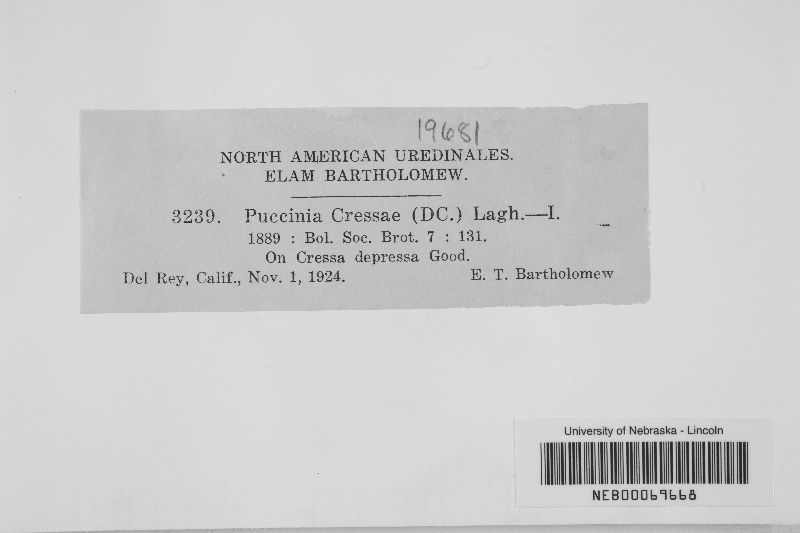 19681
NORTH AMERICAN UREDINALES.
ELAM BARTHOLOMEW.
3239. Puccinia Cressae (DC.) Lagh.—I.
1889 : Bol. Soc. Brot. 7 : 131.
On Cressa depressa Good.
Del Rey, Calif., Nov. 1, 1924. E. T. Bartholomew
University of Nebraska - Lincoln
NEB00069668